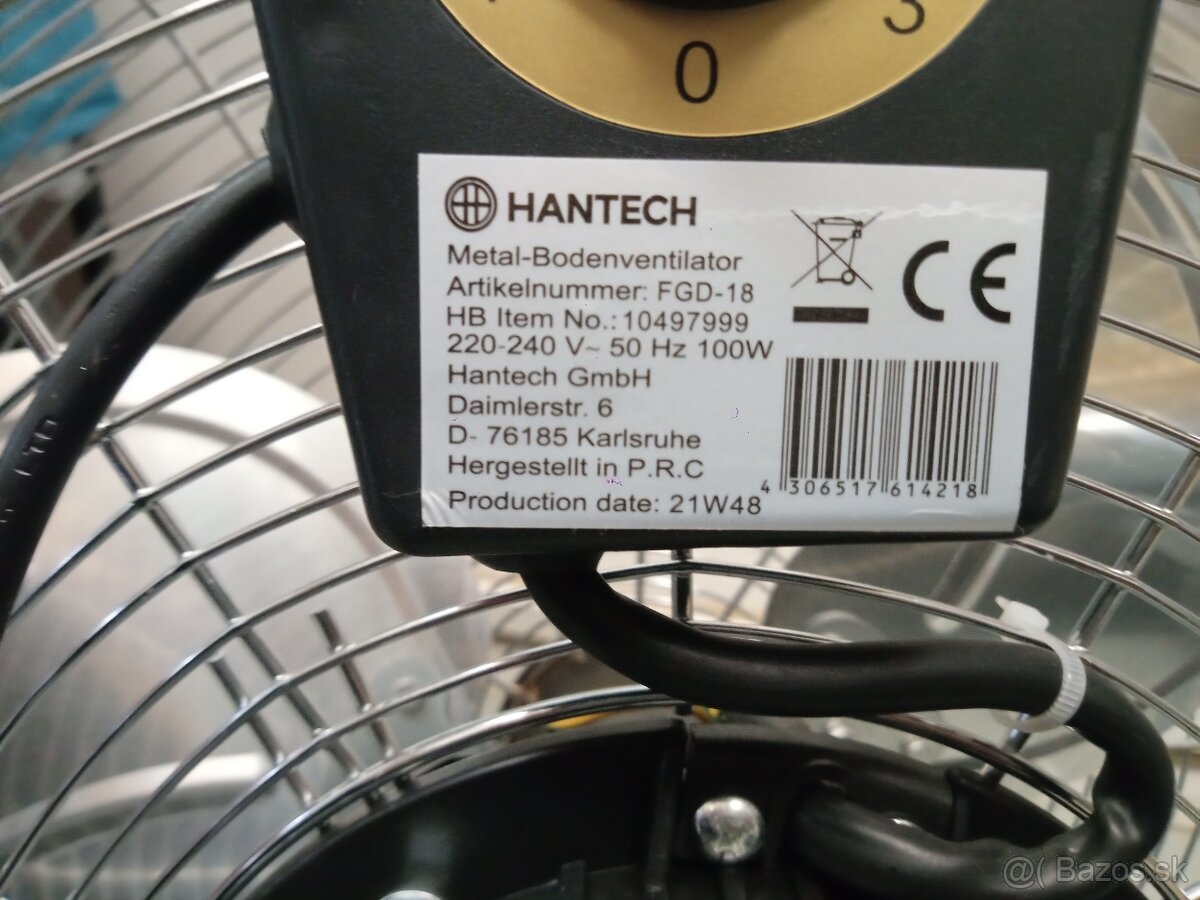 3
0
HANTECH
Metal-Bodenventilator
Artikelnummer: FGD-18
HB Item No.: 10497999
220-240 V~ 50 Hz 100W
Hantech GmbH
Daimlerstr. 6
D- 76185 Karlsruhe
Hergestellt in P.R.C
Production date: 21W48
CE
4 306517 614218
@( Bazos.sk